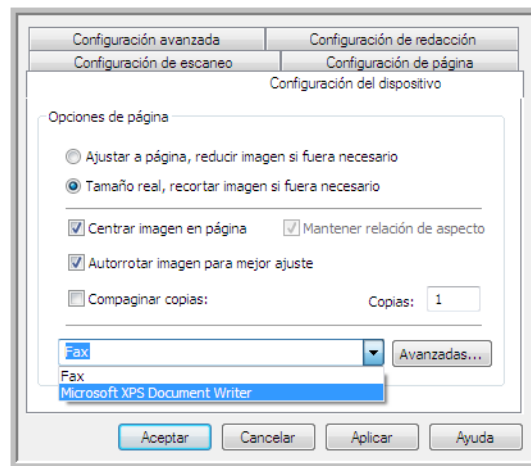 Configuración avanzada
Configuración de redacción
Configuración de escaneo
Configuración de página
Configuración del dispositivo
Opciones de página
Ajustar a página, reducir imagen si fuera necesario
Tamaño real, recortar imagen si fuera necesario
Centrar imagen en página
Mantener relación de aspecto
Autorrotar imagen para mejor ajuste
Compaginar copias:
Copias: 1
Fax
Avanzadas...
Fax
Microsoft XPS Document Writer
Aceptar
Cancelar
Aplicar
Ayuda